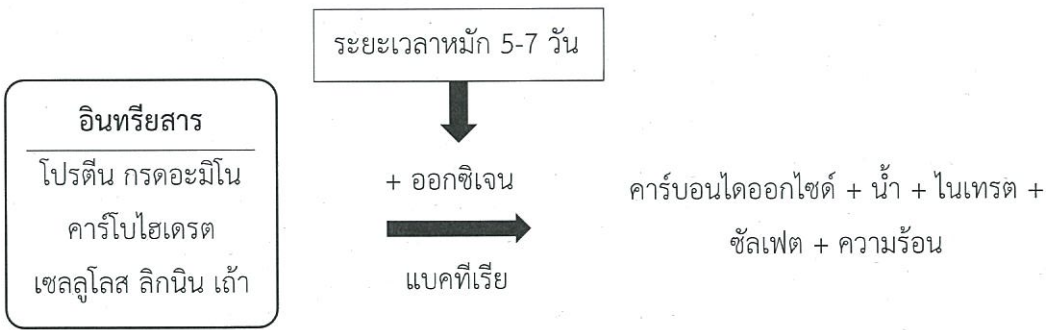 ระยะเวลาหมัก 5-7 วัน
อินทรียสาร
โปรตีน กรดอะมิโน
คาร์โบไฮเดรต
เซลลูโลส ลิกนิน เถ้า
+ ออกซิเจน
แบคทีเรีย
คาร์บอนไดออกไซด์ + น้ำ + ไนเทรต +
ซัลเฟต + ความร้อน